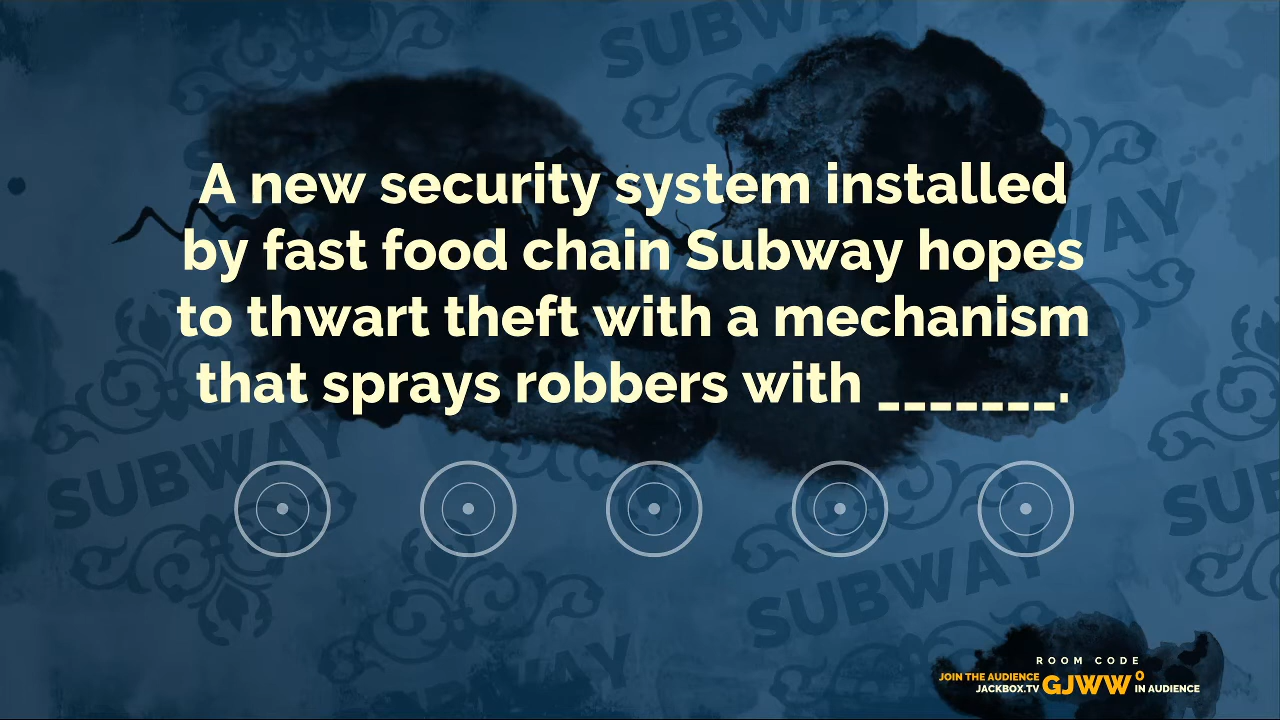 SUBWAY
A new security system installed
by fast food chain Subway hopes
to thwart theft with a mechanism
that sprays robbers with _______.
SUBWAY
SUBWAY
ROOM CODE
JOIN THE AUDIENCE
JACKBOX.TV
GJWW
0
IN AUDIENCE